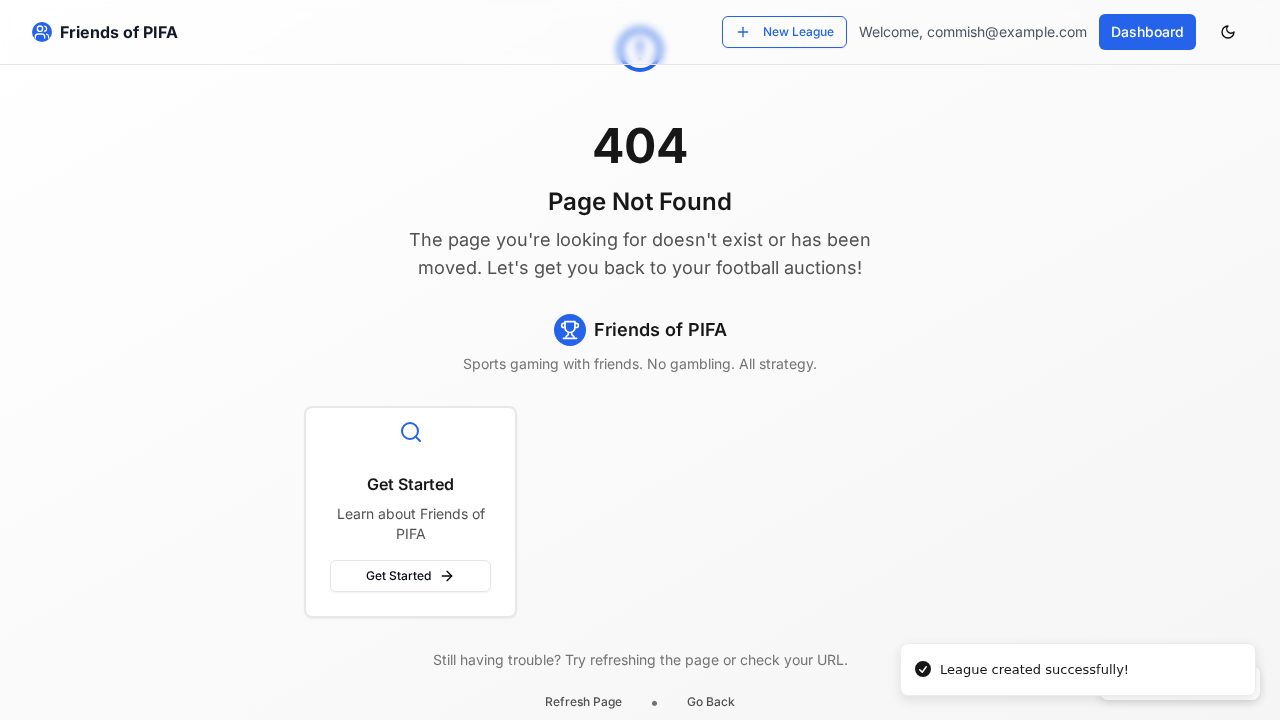 Friends of PIFA
New League
Welcome, commish@example.com
Dashboard
404
Page Not Found
The page you're looking for doesn't exist or has been
moved. Let's get you back to your football auctions!
Friends of PIFA
Sports gaming with friends. No gambling. All strategy.
Get Started
Learn about Friends of
PIFA
Get Started
Still having trouble? Try refreshing the page or check your URL.
Refresh Page
Go Back
League created successfully!